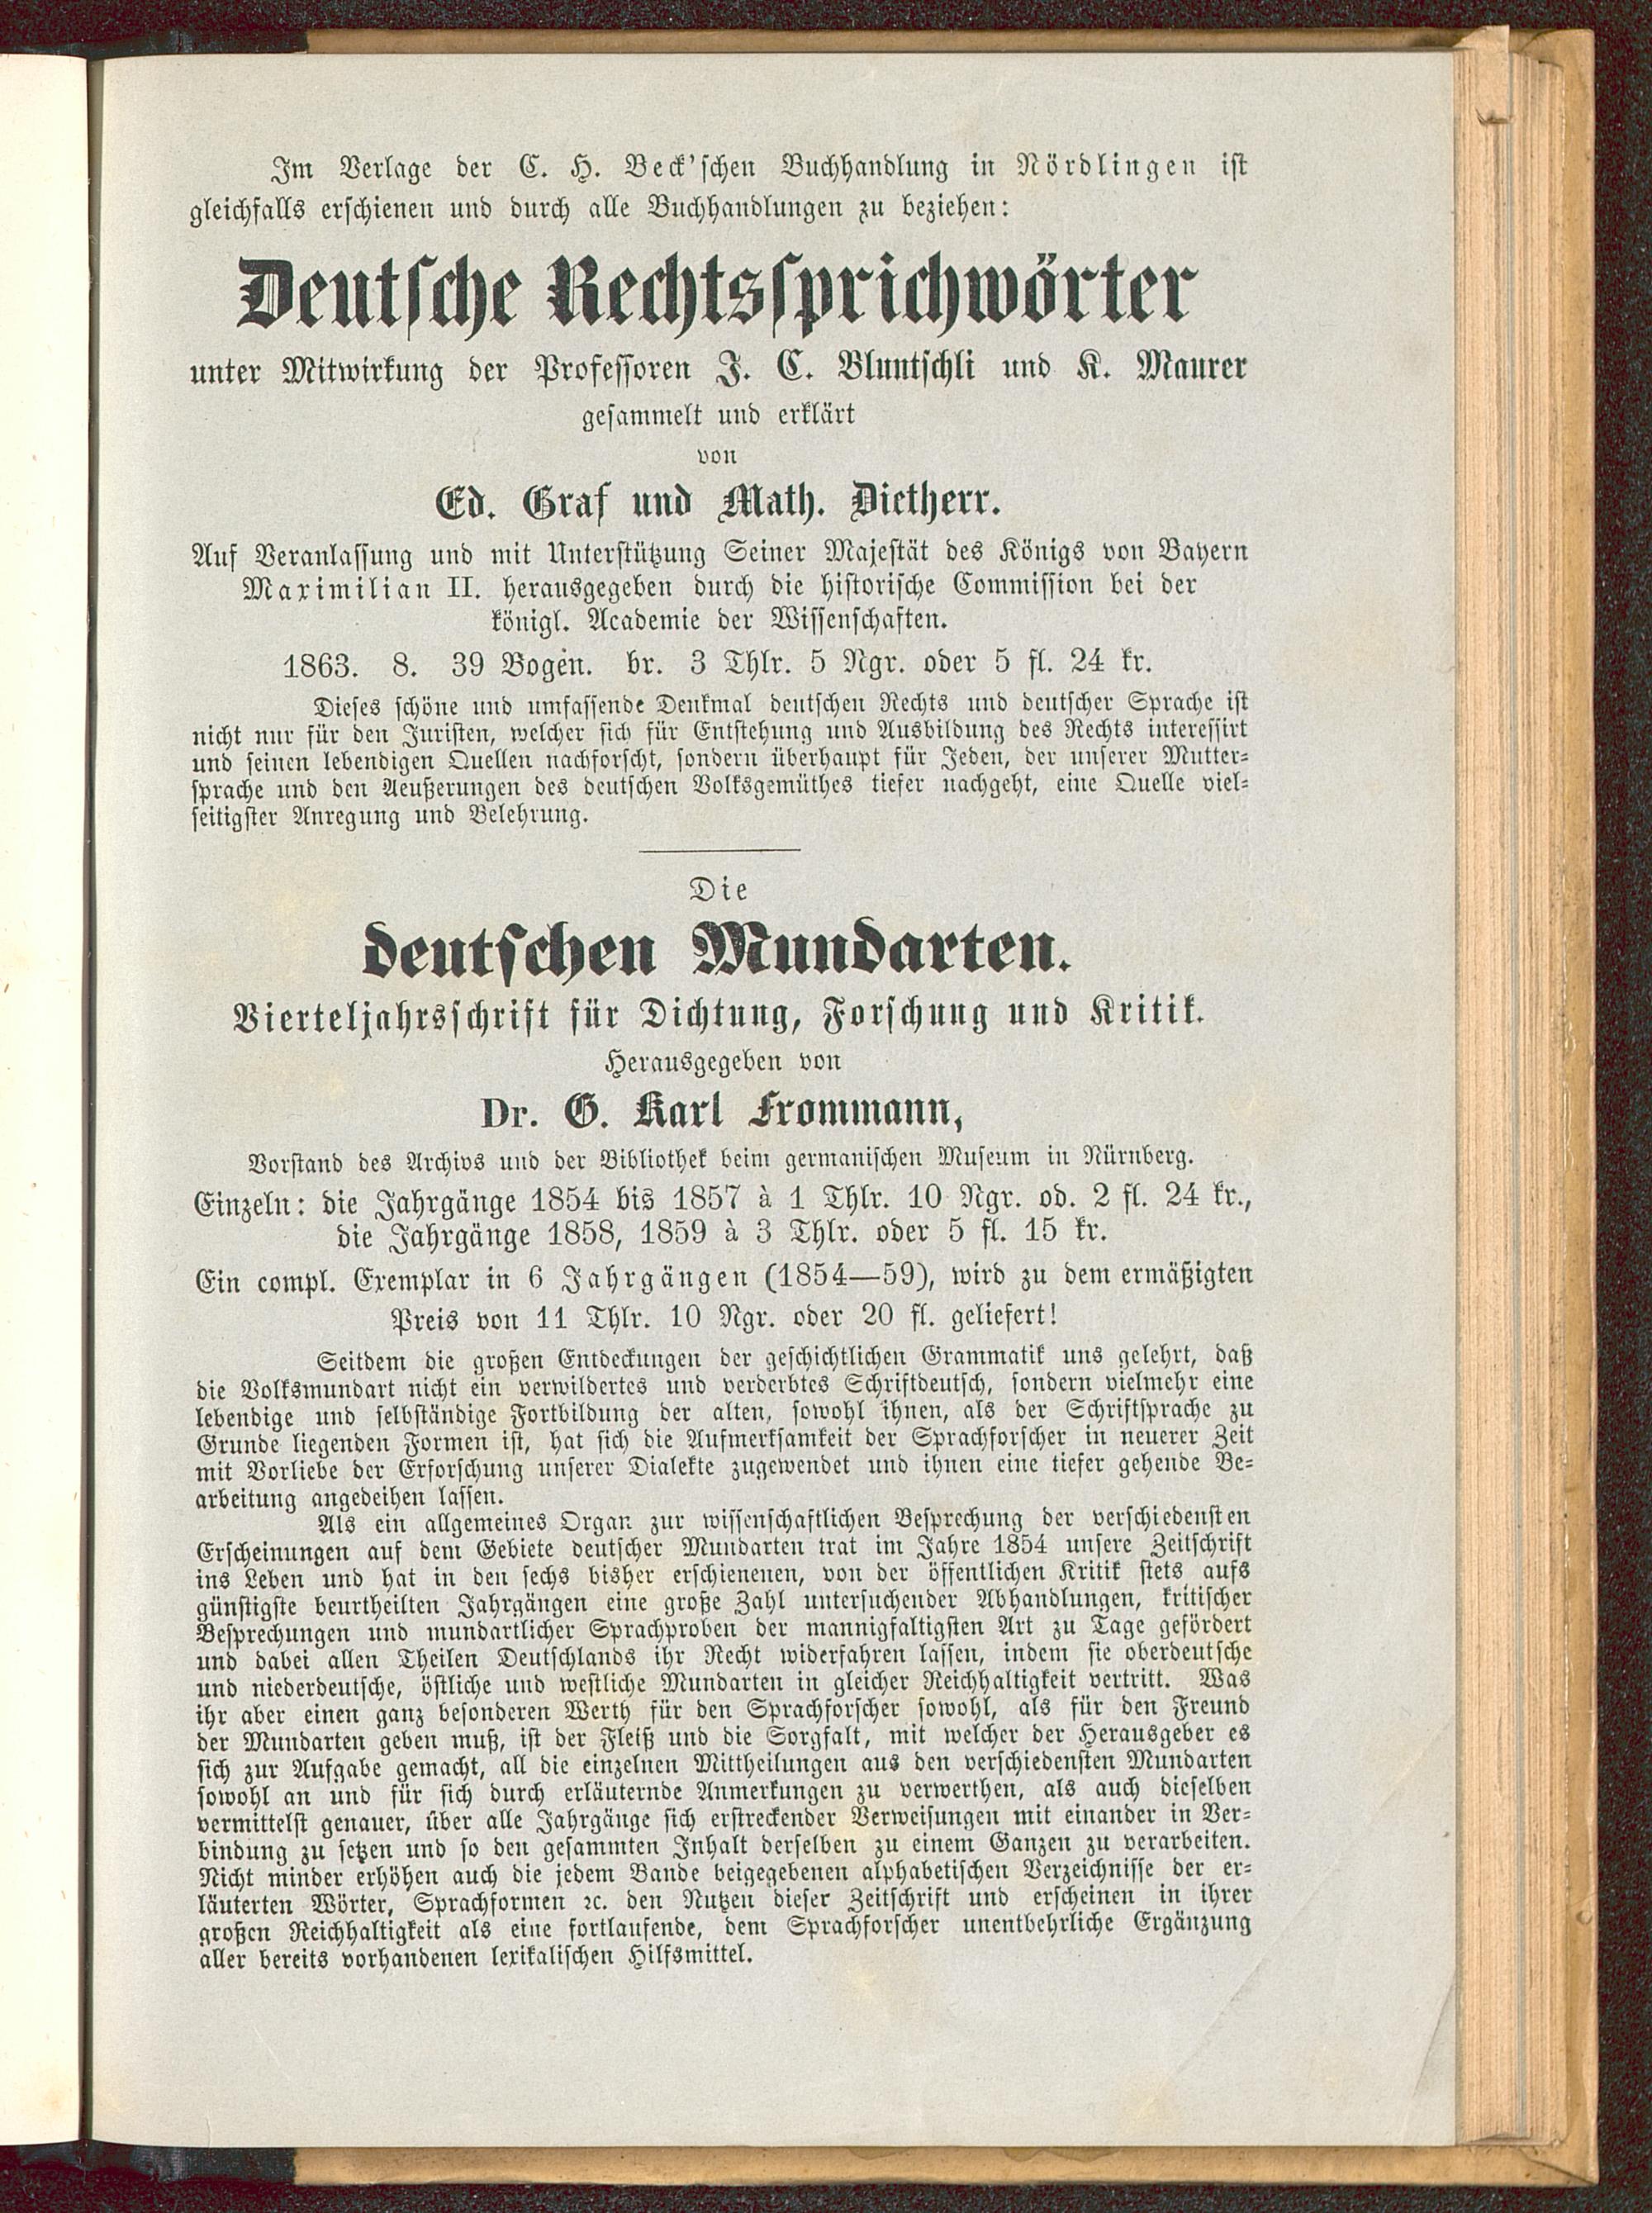 Im Verlage der C. H. Beck'schen Buchhandlung in Nördlingen ist
gleichfalls erschienen und durch alle Buchhandlungen zu beziehen:
Deutsche Rechtssprichwörter
unter Mitwirkung der Professoren J. C. Bluntschli und K. Maurer
gesammelt und erklärt
von
Ed. Graf und Math. Dietherr.
Auf Veranlassung und mit Unterstützung Seiner Majestät des Königs von Bayern
Maximilian II. herausgegeben durch die historische Commission bei der
königl. Academie der Wissenschaften.
1863. 8. 39 Bogen. br. 3 Thlr. 5 Ngr. oder 5 fl. 24 kr.
Dieses schöne und umfassende Denkmal deutschen Rechts und deutscher Sprache ist
nicht nur für den Juristen, welcher sich für Entstehung und Ausbildung des Rechts interessirt
und seinen lebendigen Quellen nachforscht, sondern überhaupt für Jeden, der unserer Mutter-
sprache und den Aeußerungen des deutschen Volksgemüthes tiefer nachgeht, eine Quelle viel-
seitigster Anregung und Belehrung.
Die
deutschen Mundarten.
Vierteljahrsschrift für Dichtung, Forschung und Kritik.
Herausgegeben von
Dr. G. Karl Frommann,
Vorstand des Archivs und der Bibliothek beim germanischen Museum in Nürnberg.
Einzeln: die Jahrgänge 1854 bis 1857 à 1 Thlr. 10 Ngr. od. 2 fl. 24 kr.,
die Jahrgänge 1858, 1859 à 3 Thlr. oder 5 fl. 15 kr.
Ein compl. Exemplar in 6 Jahrgängen (1854—59), wird zu dem ermäßigten
Preis von 11 Thlr. 10 Ngr. oder 20 fl. geliefert!
Seitdem die großen Entdeckungen der geschichtlichen Grammatik uns gelehrt, daß
die Volksmundart nicht ein verwildertes und verderbtes Schriftdeutsch, sondern vielmehr eine
lebendige und selbständige Fortbildung der alten, sowohl ihnen, als der Schriftsprache zu
Grunde liegenden Formen ist, hat sich die Aufmerksamkeit der Sprachforscher in neuerer Zeit
mit Vorliebe der Erforschung unserer Dialekte zugewendet und ihnen eine tiefer gehende Be-
arbeitung angedeihen lassen.
Als ein allgemeines Organ zur wissenschaftlichen Besprechung der verschiedensten
Erscheinungen auf dem Gebiete deutscher Mundarten trat im Jahre 1854 unsere Zeitschrift
ins Leben und hat in den sechs bisher erschienenen, von der öffentlichen Kritik stets aufs
günstigste beurtheilten Jahrgängen eine große Zahl untersuchender Abhandlungen, kritischer
Besprechungen und mundartlicher Sprachproben der mannigfaltigsten Art zu Tage gefördert
und dabei allen Theilen Deutschlands ihr Recht widerfahren lassen, indem sie oberdeutsche
und niederdeutsche, östliche und westliche Mundarten in gleicher Reichhaltigkeit vertritt. Was
ihr aber einen ganz besonderen Werth für den Sprachforscher sowohl, als für den Freund
der Mundarten geben muß, ist der Fleiß und die Sorgfalt, mit welcher der Herausgeber es
sich zur Aufgabe gemacht, all die einzelnen Mittheilungen aus den verschiedensten Mundarten
sowohl an und für sich durch erläuternde Anmerkungen zu verwerthen, als auch dieselben
vermittelst genauer, über alle Jahrgänge sich erstreckender Verweisungen mit einander in Ver-
bindung zu setzen und so den gesammten Inhalt derselben zu einem Ganzen zu verarbeiten.
Nicht minder erhöhen auch die jedem Bande beigegebenen alphabetischen Verzeichnisse der er-
läuterten Wörter, Sprachformen ꝛc. den Nutzen dieser Zeitschrift und erscheinen in ihrer
großen Reichhaltigkeit als eine fortlaufende, dem Sprachforscher unentbehrliche Ergänzung
aller bereits vorhandenen lexikalischen Hilfsmittel.